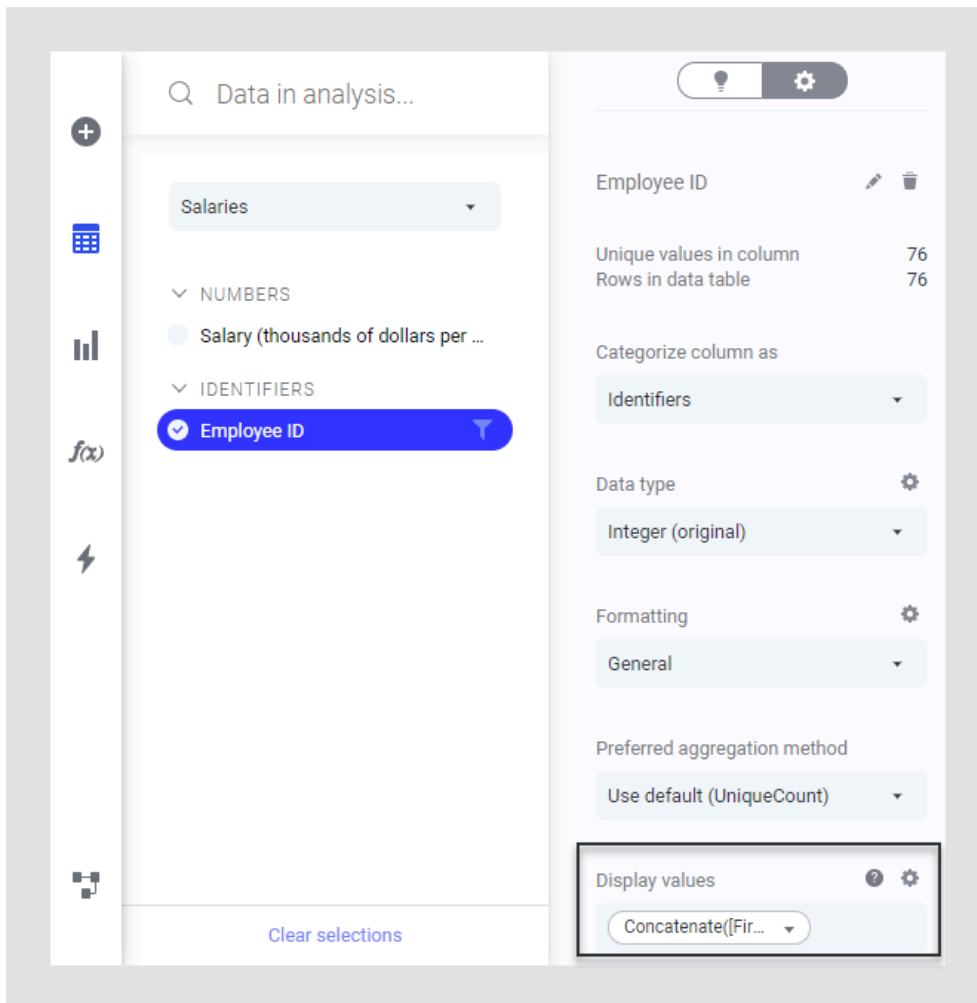 Data in analysis...
Salaries
NUMBERS
Salary (thousands of dollars per ...
IDENTIFIERS
Employee ID
f(x)
Clear selections
Employee ID
Unique values in column 76
Rows in data table 76
Categorize column as
Identifiers
Data type
Integer (original)
Formatting
General
Preferred aggregation method
Use default (UniqueCount)
Display values
Concatenate([Fir...